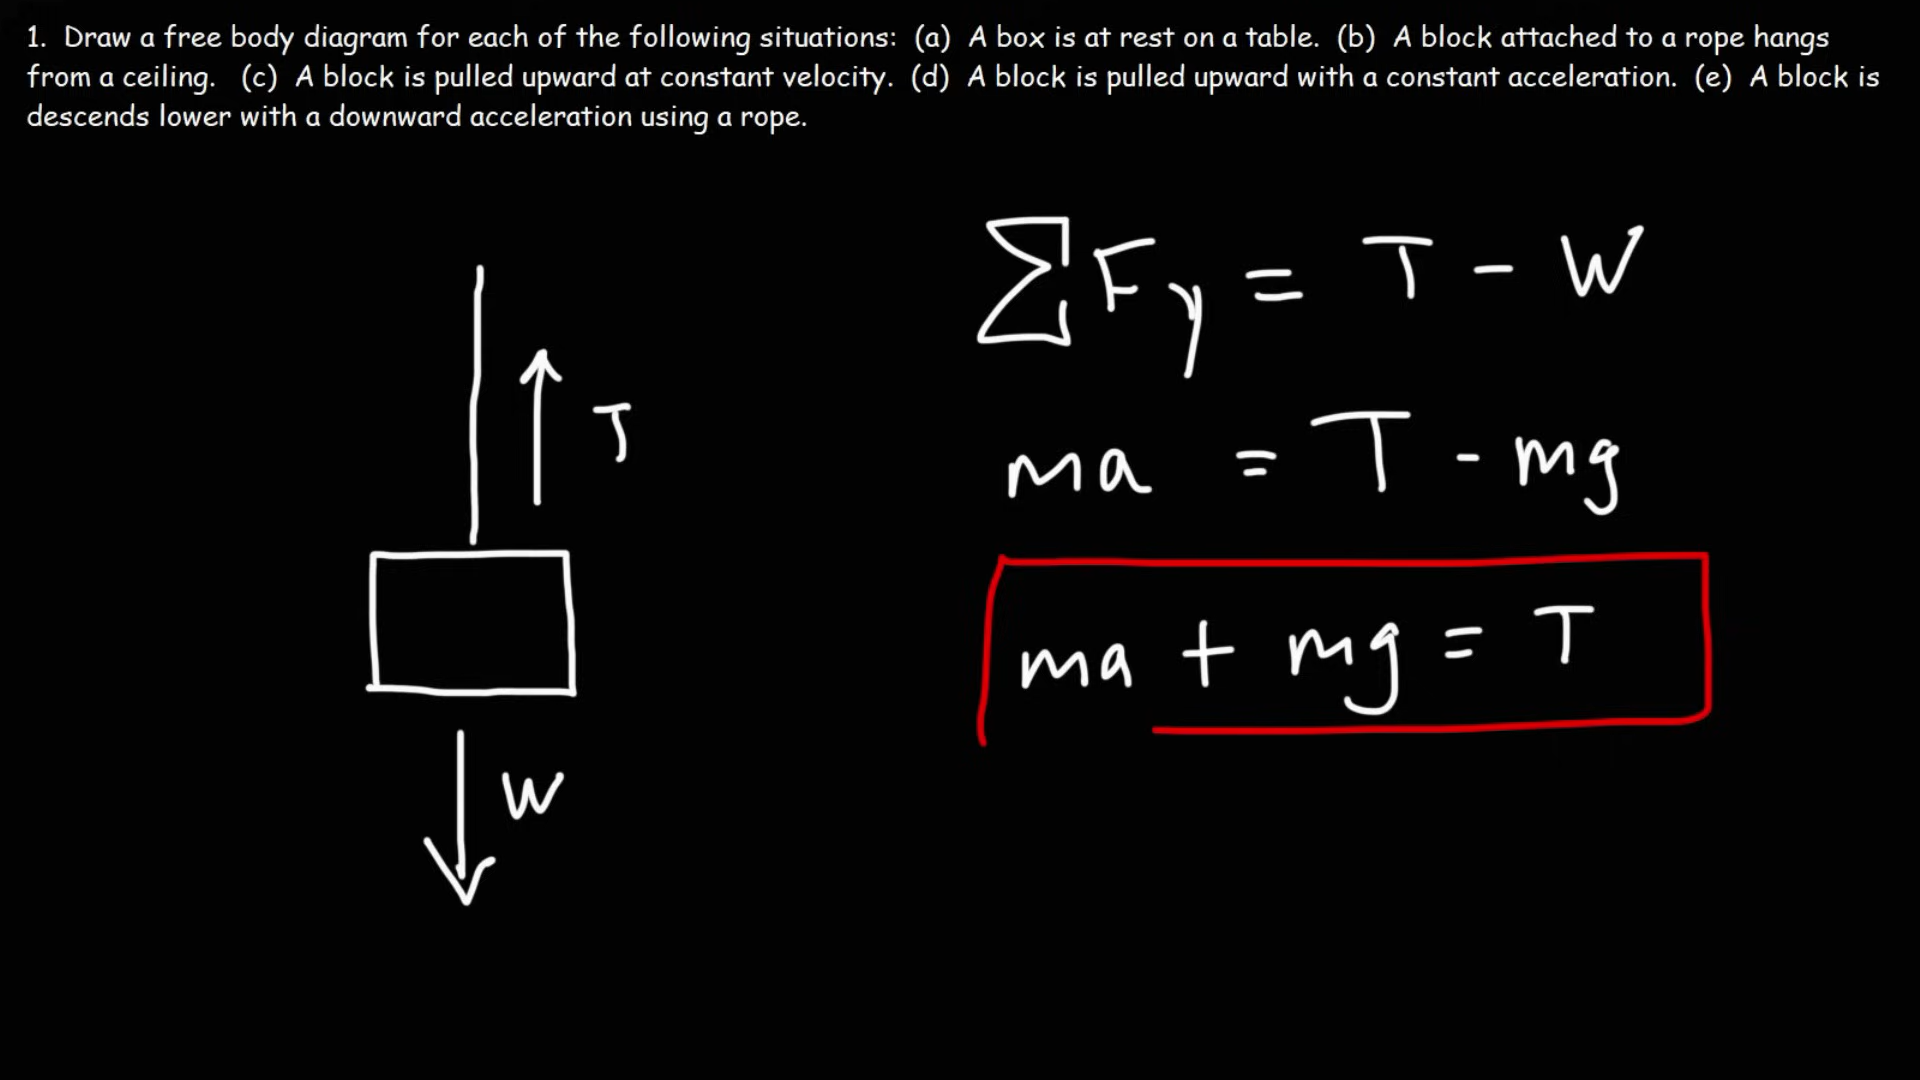 1. Draw a free body diagram for each of the following situations: (a) A box is at rest on a table. (b) A block attached to a rope hangs
from a ceiling. (c) A block is pulled upward at constant velocity. (d) A block is pulled upward with a constant acceleration. (e) A block is
descends lower with a downward acceleration using a rope.
∑Fy = T - W
T
ma = T - mg
ma + mg = T
W